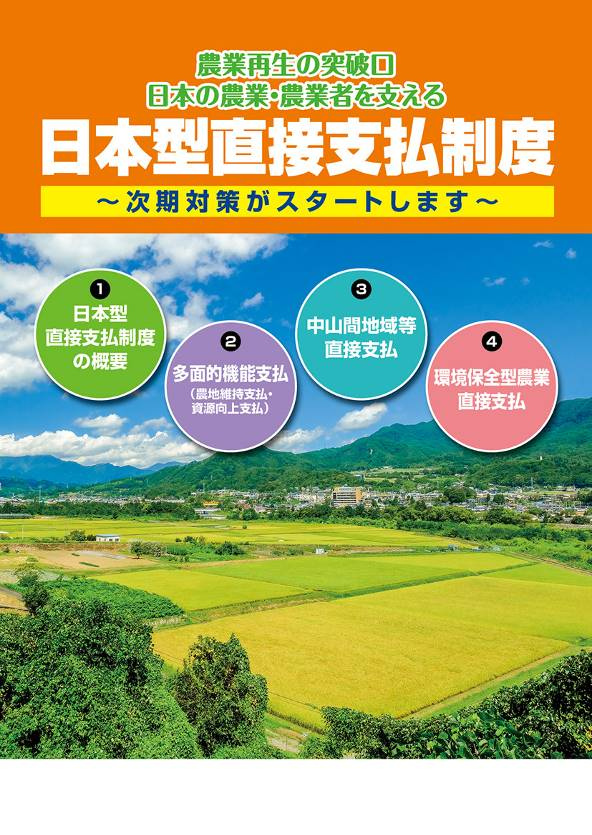 農業再生の突破口
日本の農業・農業者を支える
日本型直接支払制度
～次期対策がスタートします～
1
日本型
直接支払制度
の概要
2
多面的機能支払
（農地維持支払・
資源向上支払）
3
中山間地域等
直接支払
4
環境保全型農業
直接支払